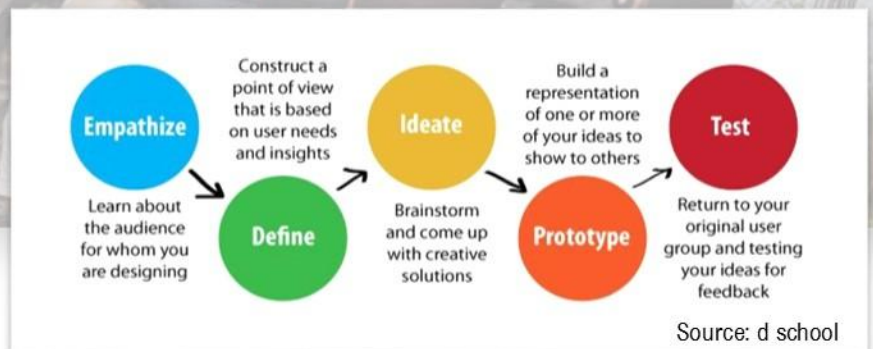 Empathize
Learn about
the audience
for whom you
are designing
Construct a
point of view
that is based
on user needs
and insights
Define
Ideate
Brainstorm
and come up
with creative
solutions
Build a
representation
of one or more
of your ideas to
show to others
Prototype
Test
Return to your
original user
group and testing
your ideas for
feedback
Source: d school